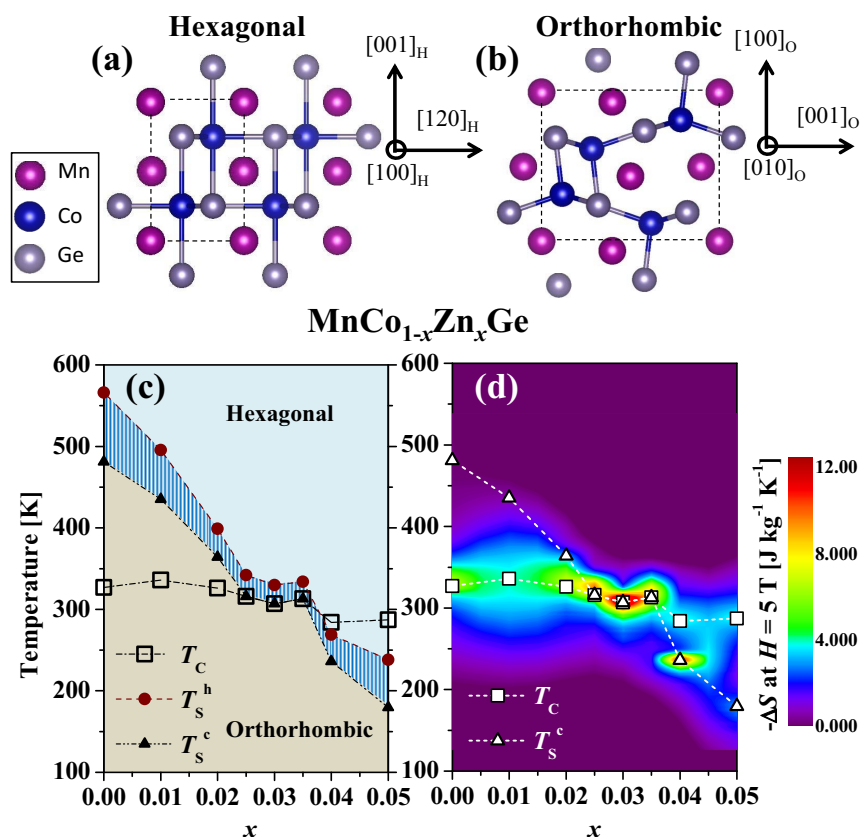 Hexagonal
Orthorhombic
(a)
[001]H
[120]H
[100]H
(b)
[100]O
[001]O
[010]O
Mn
Co
Ge
MnCo1-xZnxGe
(c)
Hexagonal
Orthorhombic
TC
TSh
TSc
Temperature [K]
600
500
400
300
200
100
0.00 0.01 0.02 0.03 0.04 0.05
x
(d)
TC
TSc
600
500
400
300
200
100
0.00 0.01 0.02 0.03 0.04 0.05
x
12.00
8.000
4.000
0.000
-ΔS at H = 5 T [J kg-1 K-1]